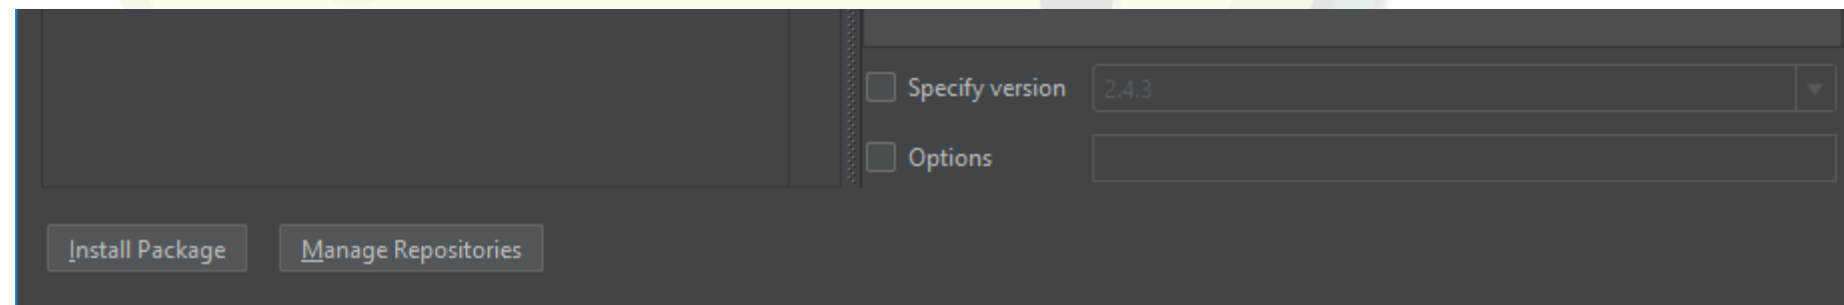 Specify version 2.4.3
Options
Install Package Manage Repositories